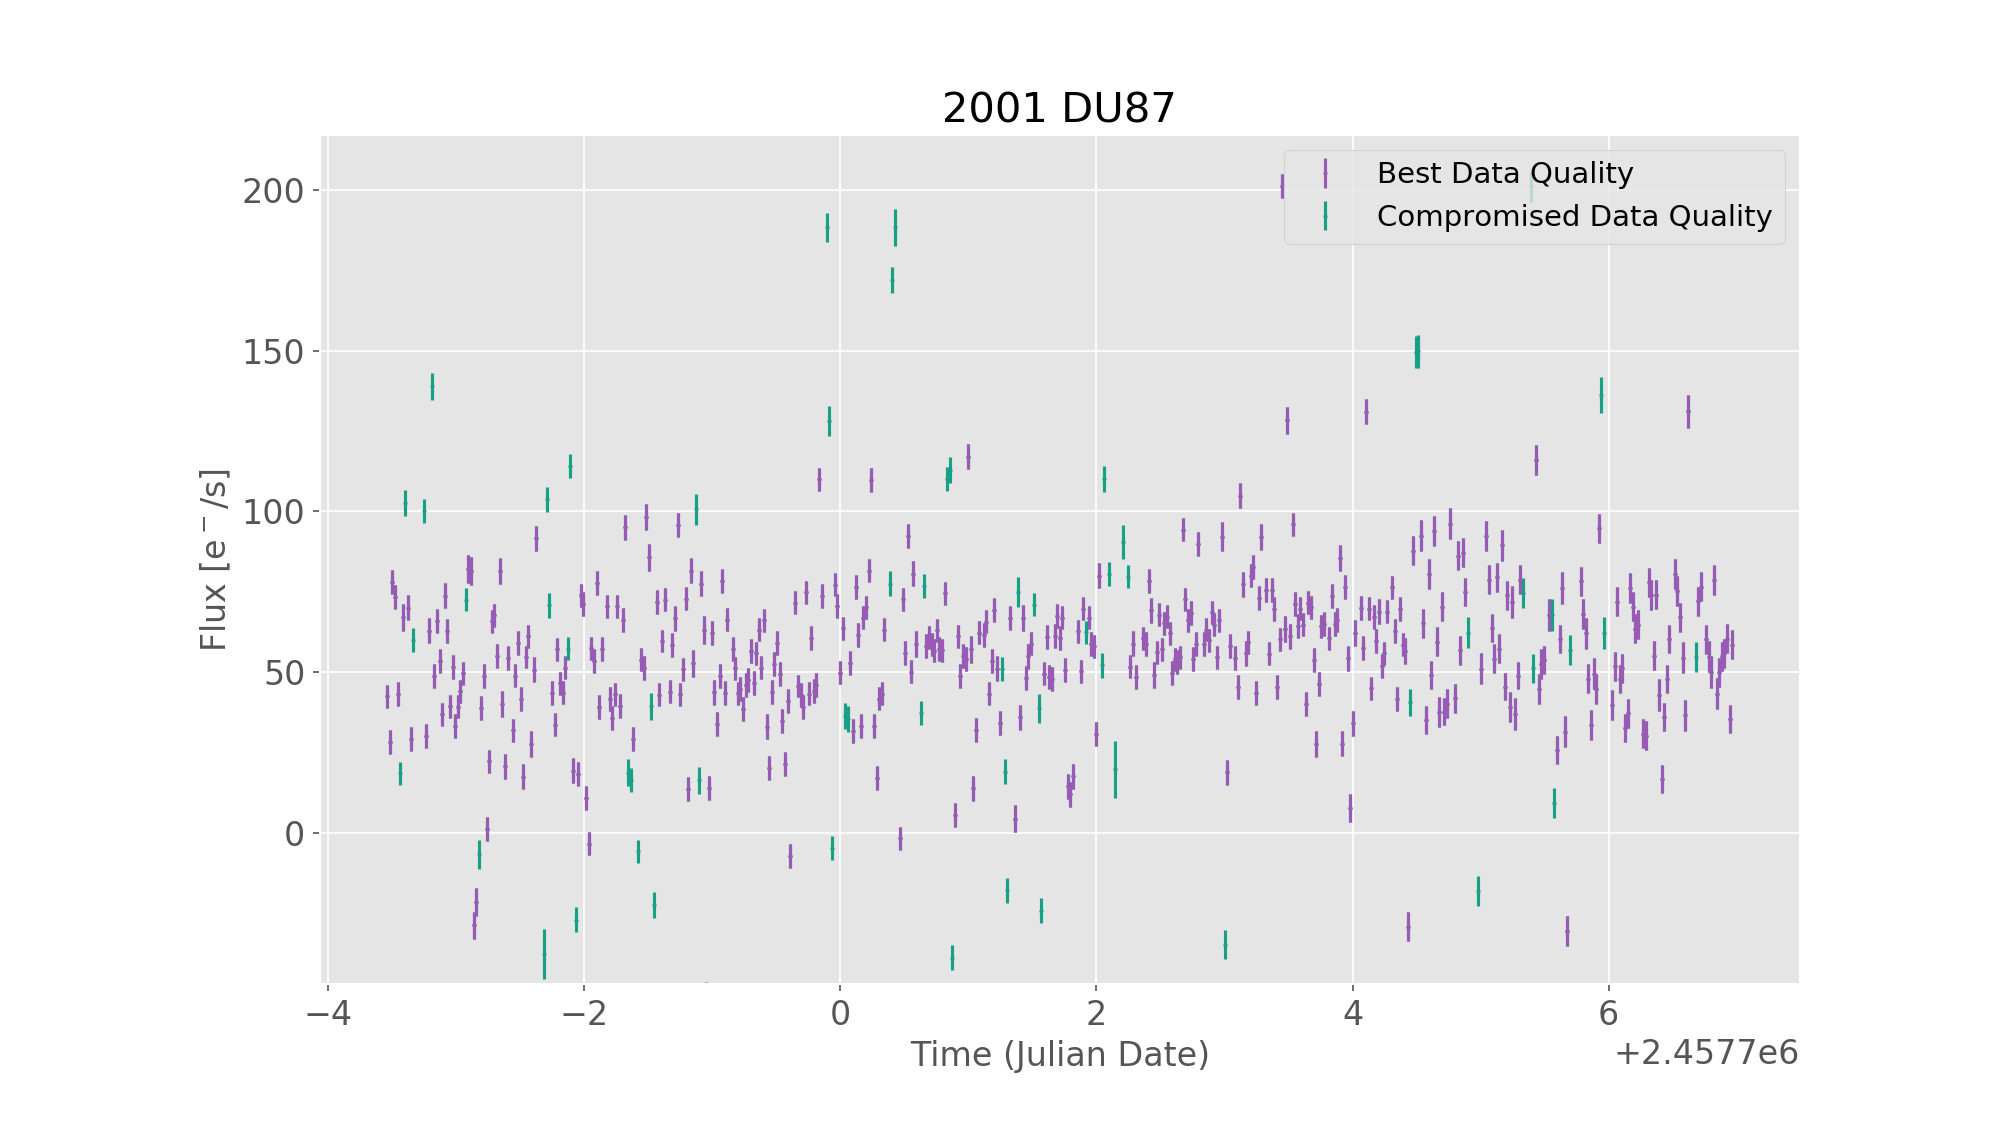 2001 DU87
Best Data Quality
Compromised Data Quality
200
150
100
50
0
Flux [e⁻/s]
−4 −2 0 2 4 6
Time (Julian Date)
+2.4577e6